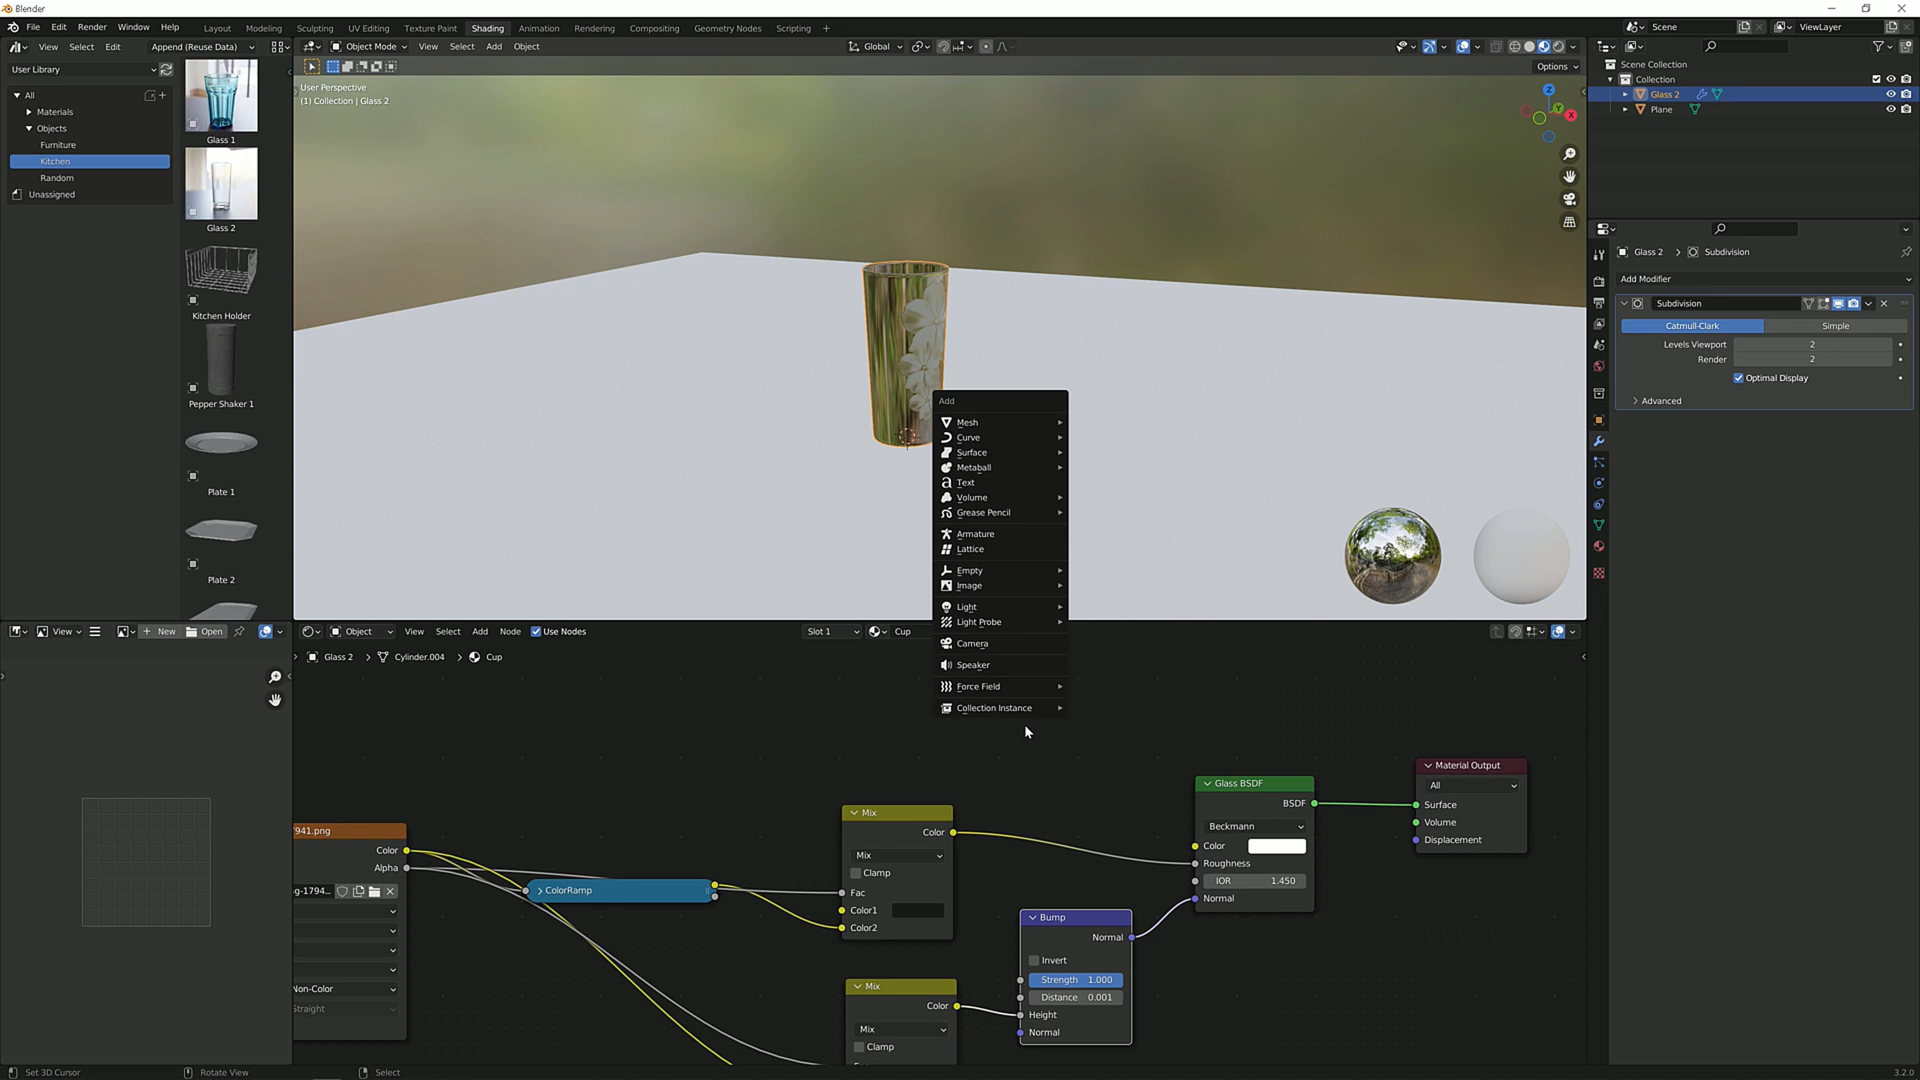 Blender
File Edit Render Window Help
Layout Modeling Sculpting UV Editing Texture Paint Shading Animation Rendering Compositing Geometry Nodes Scripting +
Scene
ViewLayer
View Select Edit Append (Reuse Data)
Object Mode View Select Add Object
Global
Options
User Library
All
Materials
Objects
Furniture
Kitchen
Random
Unassigned
Glass 1
Glass 2
Kitchen Holder
Pepper Shaker 1
Plate 1
Plate 2
User Perspective
(1) Collection | Glass 2
Z
Y
X
Add
Mesh
Curve
Surface
Metaball
Text
Volume
Grease Pencil
Armature
Lattice
Empty
Image
Light
Light Probe
Camera
Speaker
Force Field
Collection Instance
Scene Collection
Collection
Glass 2
Plane
Glass 2 > Subdivision
Add Modifier
Subdivision
Catmull-Clark Simple
Levels Viewport 2
Render 2
Optimal Display
Advanced
View + New Open
Object View Select Add Node Use Nodes
Slot 1
Cup
Glass 2 > Cylinder.004 > Cup
941.png
Color
Alpha
g-1794...
Non-Color
Straight
ColorRamp
Mix
Color
Mix
Clamp
Fac
Color1
Color2
Mix
Color
Mix
Clamp
Bump
Normal
Invert
Strength 1.000
Distance 0.001
Height
Normal
Glass BSDF
BSDF
Beckmann
Color
Roughness
IOR 1.450
Normal
Material Output
All
Surface
Volume
Displacement
Set 3D Cursor Rotate View Select
3.2.0